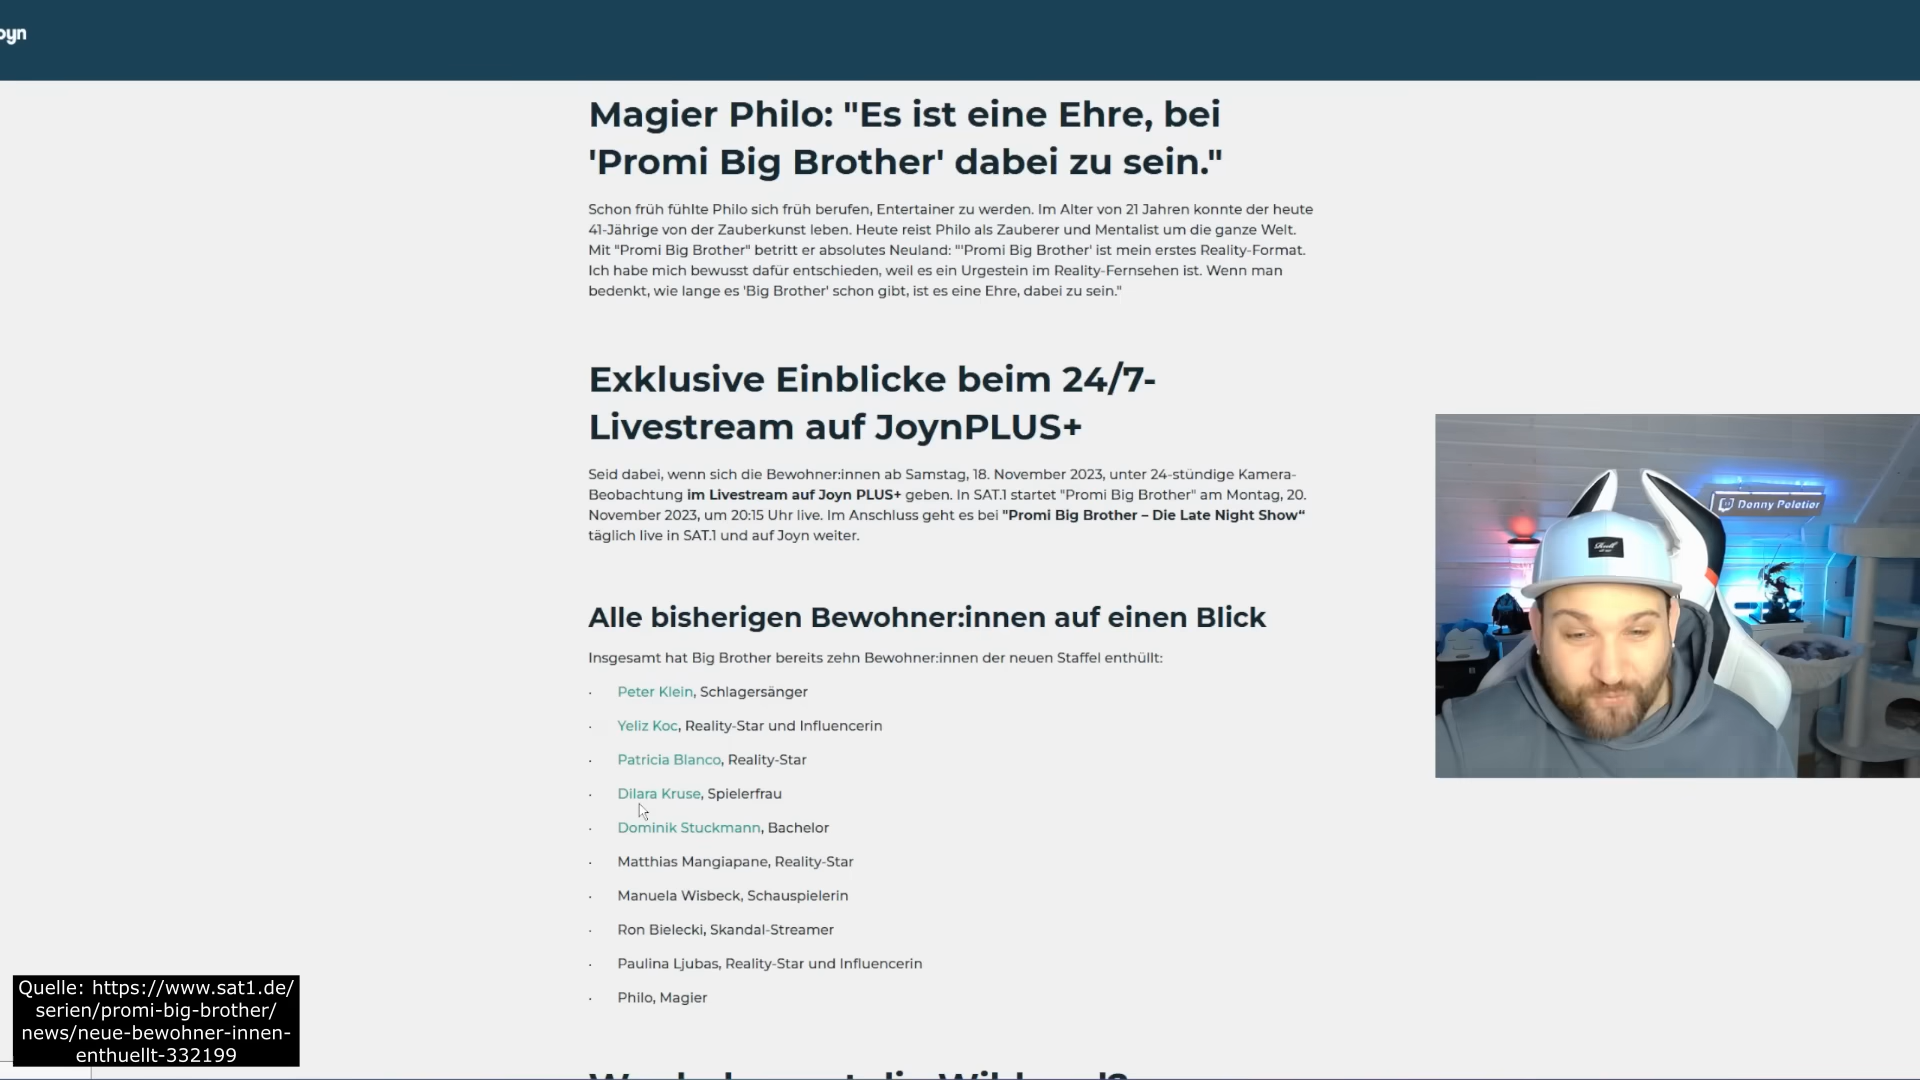 oyn
Magier Philo: "Es ist eine Ehre, bei
'Promi Big Brother' dabei zu sein."
Schon früh fühlte Philo sich früh berufen, Entertainer zu werden. Im Alter von 21 Jahren konnte der heute
41-Jährige von der Zauberkunst leben. Heute reist Philo als Zauberer und Mentalist um die ganze Welt.
Mit "Promi Big Brother" betritt er absolutes Neuland: "'Promi Big Brother' ist mein erstes Reality-Format.
Ich habe mich bewusst dafür entschieden, weil es ein Urgestein im Reality-Fernsehen ist. Wenn man
bedenkt, wie lange es 'Big Brother' schon gibt, ist es eine Ehre, dabei zu sein."
Exklusive Einblicke beim 24/7-
Livestream auf JoynPLUS+
Seid dabei, wenn sich die Bewohner:innen ab Samstag, 18. November 2023, unter 24-stündige Kamera-
Beobachtung im Livestream auf Joyn PLUS+ geben. In SAT.1 startet "Promi Big Brother" am Montag, 20.
November 2023, um 20:15 Uhr live. Im Anschluss geht es bei "Promi Big Brother – Die Late Night Show“
täglich live in SAT.1 und auf Joyn weiter.
Donny Peletier
Alle bisherigen Bewohner:innen auf einen Blick
Insgesamt hat Big Brother bereits zehn Bewohner:innen der neuen Staffel enthüllt:
· Peter Klein, Schlagersänger
· Yeliz Koc, Reality-Star und Influencerin
· Patricia Blanco, Reality-Star
· Dilara Kruse, Spielerfrau
· Dominik Stuckmann, Bachelor
· Matthias Mangiapane, Reality-Star
· Manuela Wisbeck, Schauspielerin
· Ron Bielecki, Skandal-Streamer
· Paulina Ljubas, Reality-Star und Influencerin
· Philo, Magier
Quelle: https://www.sat1.de/
serien/promi-big-brother/
news/neue-bewohner-innen-
enthuellt-332199